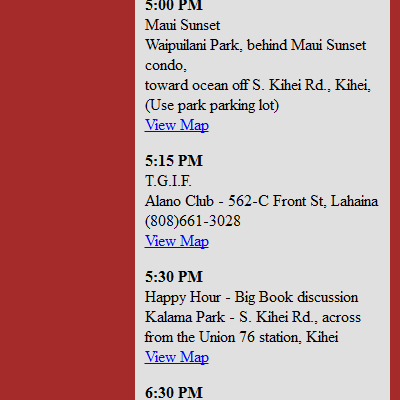 5:00 PM
Maui Sunset
Waipuilani Park, behind Maui Sunset
condo,
toward ocean off S. Kihei Rd., Kihei,
(Use park parking lot)
View Map
5:15 PM
T.G.I.F.
Alano Club - 562-C Front St, Lahaina
(808)661-3028
View Map
5:30 PM
Happy Hour - Big Book discussion
Kalama Park - S. Kihei Rd., across
from the Union 76 station, Kihei
View Map
6:30 PM